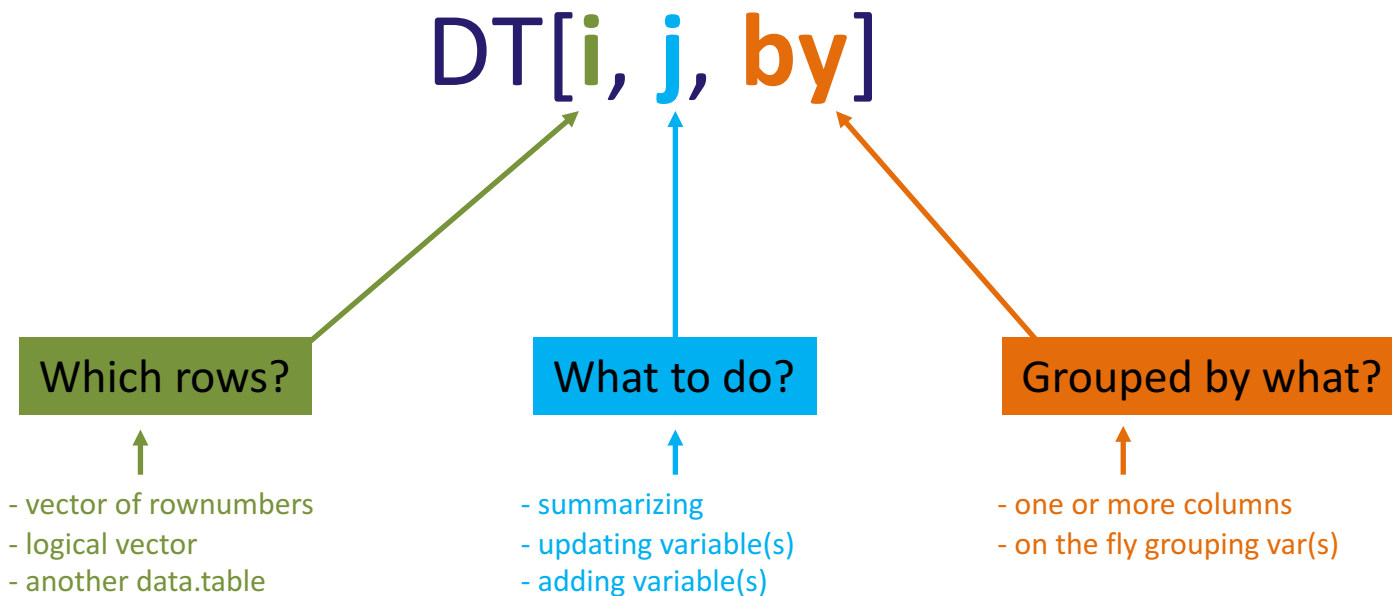 DT[i, j, by]
Which rows?
What to do?
Grouped by what?
- vector of rownumbers
- logical vector
- another data.table
- summarizing
- updating variable(s)
- adding variable(s)
- one or more columns
- on the fly grouping var(s)